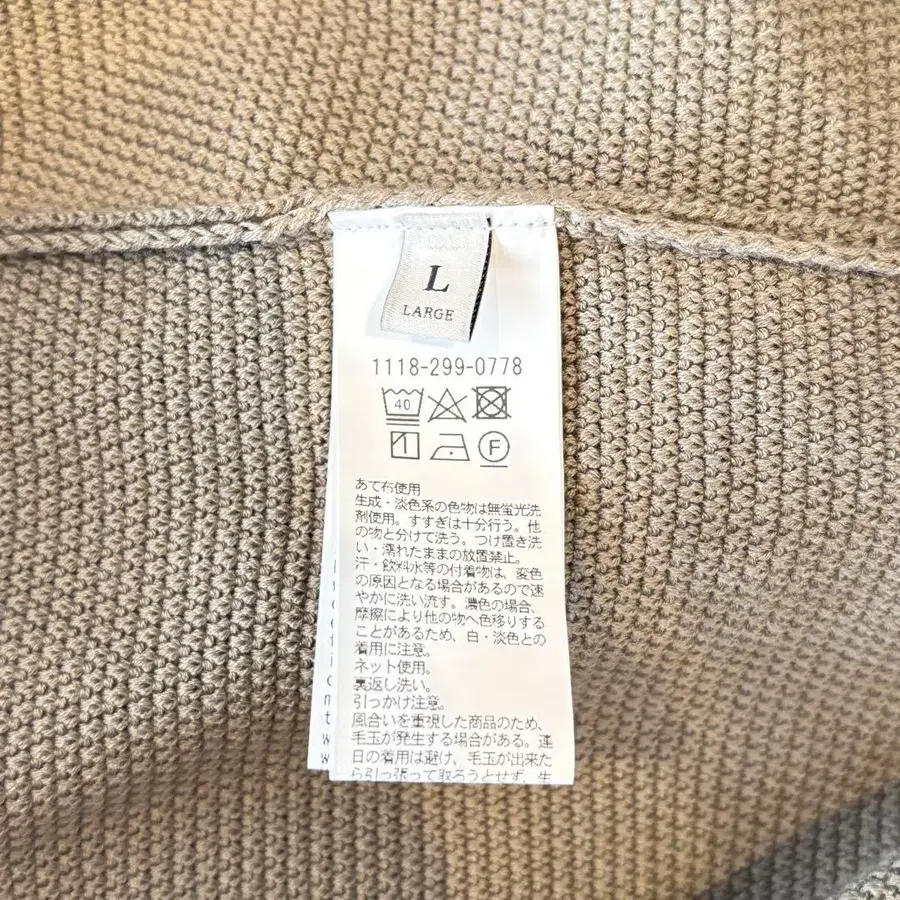 L
LARGE
1118-299-0778
40
あて布使用
生成・淡色系の色物は無蛍光洗
剤使用。すすぎは十分行う。他
の物と分けて洗う。つけ置き洗
い・濡れたままの放置禁止。
汗・飲料水等の付着物は、変色
の原因となる場合があるので速
やかに洗い流す。濃色の場合、
摩擦により他の物へ色移りする
ことがあるため、白・淡色との
着用に注意。
ネット使用。
裏返し洗い。
引っかけ注意。
風合いを重視した商品のため、
毛玉が発生する場合がある。連
日の着用は避け、毛玉が出来た
ら引っ張って取ろうとせず、生